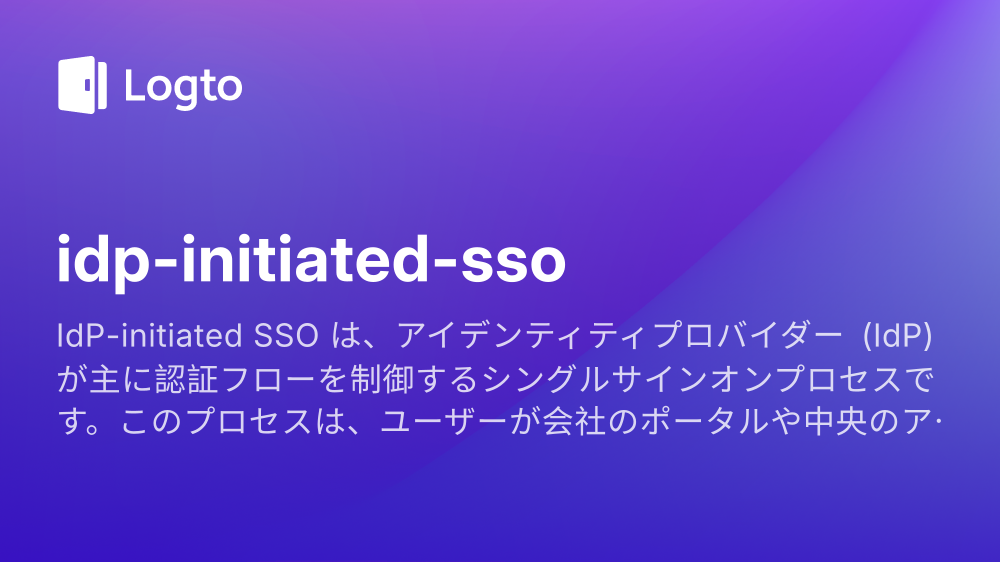 Logto
idp-initiated-sso
IdP-initiated SSO は、アイデンティティプロバイダー (IdP)
が主に認証フローを制御するシングルサインオンプロセスで
す。このプロセスは、ユーザーが会社のポータルや中央のア·